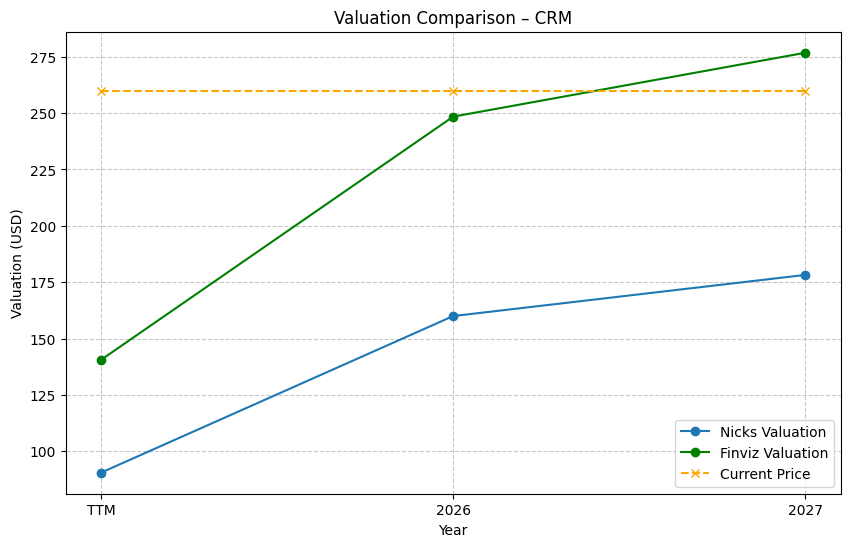 Valuation Comparison – CRM
275
250
225
200
175
150
125
100
Valuation (USD)
TTM
2026
2027
Year
Nicks Valuation
Finviz Valuation
Current Price